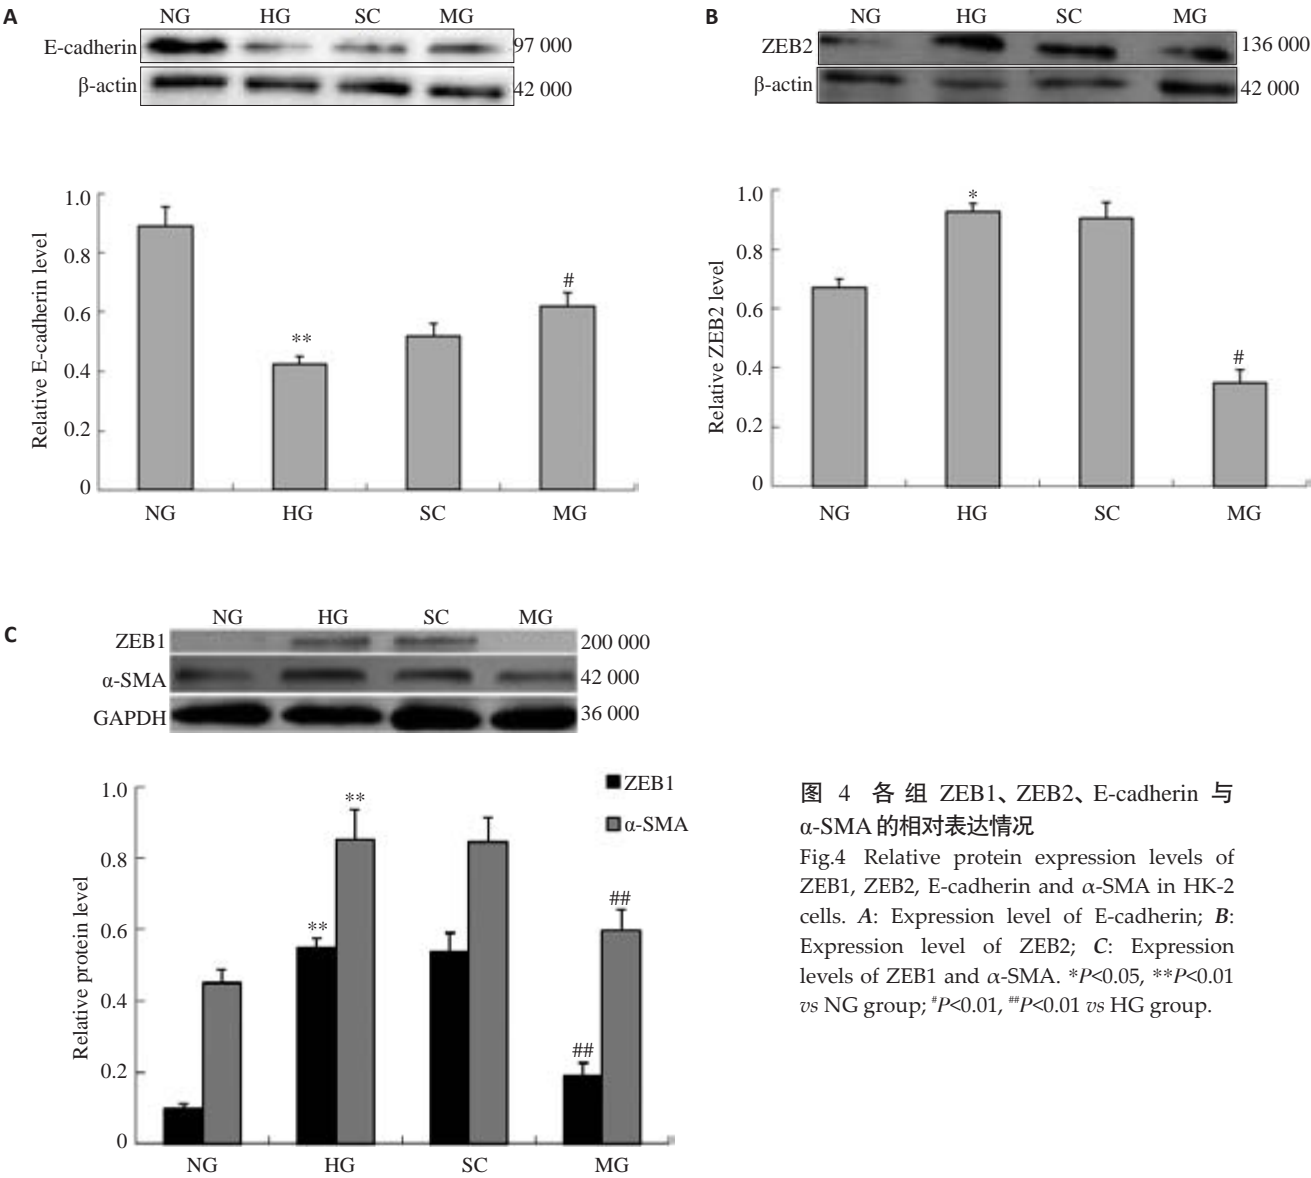 A
NG HG SC MG
E-cadherin 97 000
β-actin 42 000
1.0
0.8
0.6
0.4
0.2
0
Relative E-cadherin level
**
#
NG HG SC MG
B
NG HG SC MG
ZEB2 136 000
β-actin 42 000
1.0
0.8
0.6
0.4
0.2
0
Relative ZEB2 level
*
#
NG HG SC MG
C
NG HG SC MG
ZEB1 200 000
α-SMA 42 000
GAPDH 36 000
1.0
0.8
0.6
0.4
0.2
0
Relative protein level
ZEB1
α-SMA
**
**
##
##
NG HG SC MG
图 4 各组 ZEB1、ZEB2、E-cadherin 与
α-SMA的相对表达情况
Fig.4 Relative protein expression levels of
ZEB1, ZEB2, E-cadherin and α-SMA in HK-2
cells. A: Expression level of E-cadherin; B:
Expression level of ZEB2; C: Expression
levels of ZEB1 and α-SMA. *P<0.05, **P<0.01
vs NG group; #P<0.01, ##P<0.01 vs HG group.